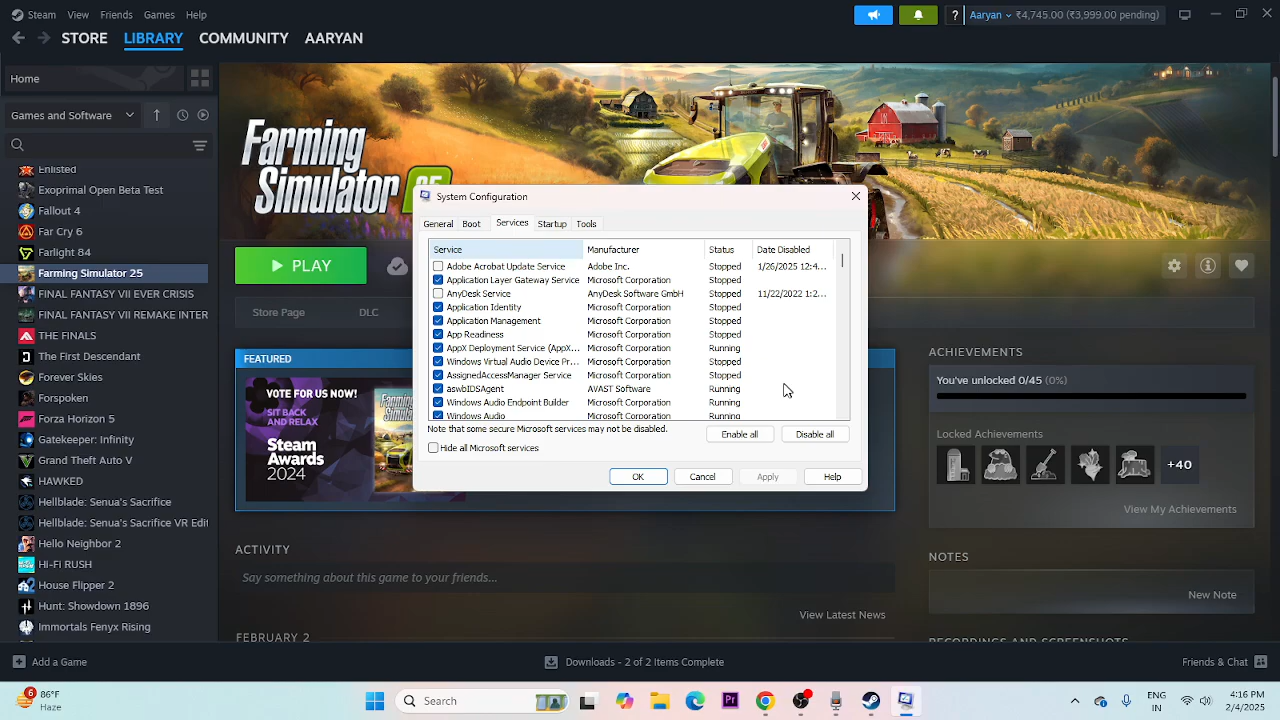 Steam View Friends Games Help
? Aaryan ₹4,745.00 (₹3,999.00 pending)
STORE LIBRARY COMMUNITY AARYAN
Home
Games and Software
Enlisted
Exoprimal Open Beta Test
Fallout 4
Far Cry 6
Farlight 84
Farming Simulator 25
FINAL FANTASY VII EVER CRISIS
FINAL FANTASY VII REMAKE INTER
THE FINALS
The First Descendant
Forever Skies
Forspoken
Forza Horizon 5
Gedonia: Infinity
Grand Theft Auto V
HAWKED
Hellblade: Senua's Sacrifice
Hellblade: Senua's Sacrifice VR Edit
Hello Neighbor 2
Hi-Fi RUSH
House Flipper 2
Hunt: Showdown 1896
Immortals Fenyx Rising
Farming
Simulator 25
PLAY
Store Page DLC
FEATURED
VOTE FOR US NOW!
SIT BACK
AND RELAX
Steam
Awards
2024
ACTIVITY
Say something about this game to your friends...
View Latest News
FEBRUARY 2
ACHIEVEMENTS
You've unlocked 0/45 (0%)
Locked Achievements
+40
View My Achievements
NOTES
New Note
RECORDINGS AND SCREENSHOTS
System Configuration
General Boot Services Startup Tools
Service Manufacturer Status Date Disabled
Adobe Acrobat Update Service Adobe Inc. Stopped 1/26/2025 12:4...
Application Layer Gateway Service Microsoft Corporation Stopped
AnyDesk Service AnyDesk Software GmbH Stopped 11/22/2022 1:2...
Application Identity Microsoft Corporation Stopped
Application Management Microsoft Corporation Stopped
App Readiness Microsoft Corporation Stopped
AppX Deployment Service (AppX... Microsoft Corporation Running
Windows Virtual Audio Device Pr... Microsoft Corporation Stopped
AssignedAccessManager Service Microsoft Corporation Stopped
aswbIDSAgent AVAST Software Running
Windows Audio Endpoint Builder Microsoft Corporation Running
Windows Audio Microsoft Corporation Running
Note that some secure Microsoft services may not be disabled.
Enable all Disable all
Hide all Microsoft services
OK Cancel Apply Help
Add a Game
Downloads - 2 of 2 Items Complete
Friends & Chat
6
86°F
Haze
Search
Pr
ENG
IN
4:16 PM
2/4/2025